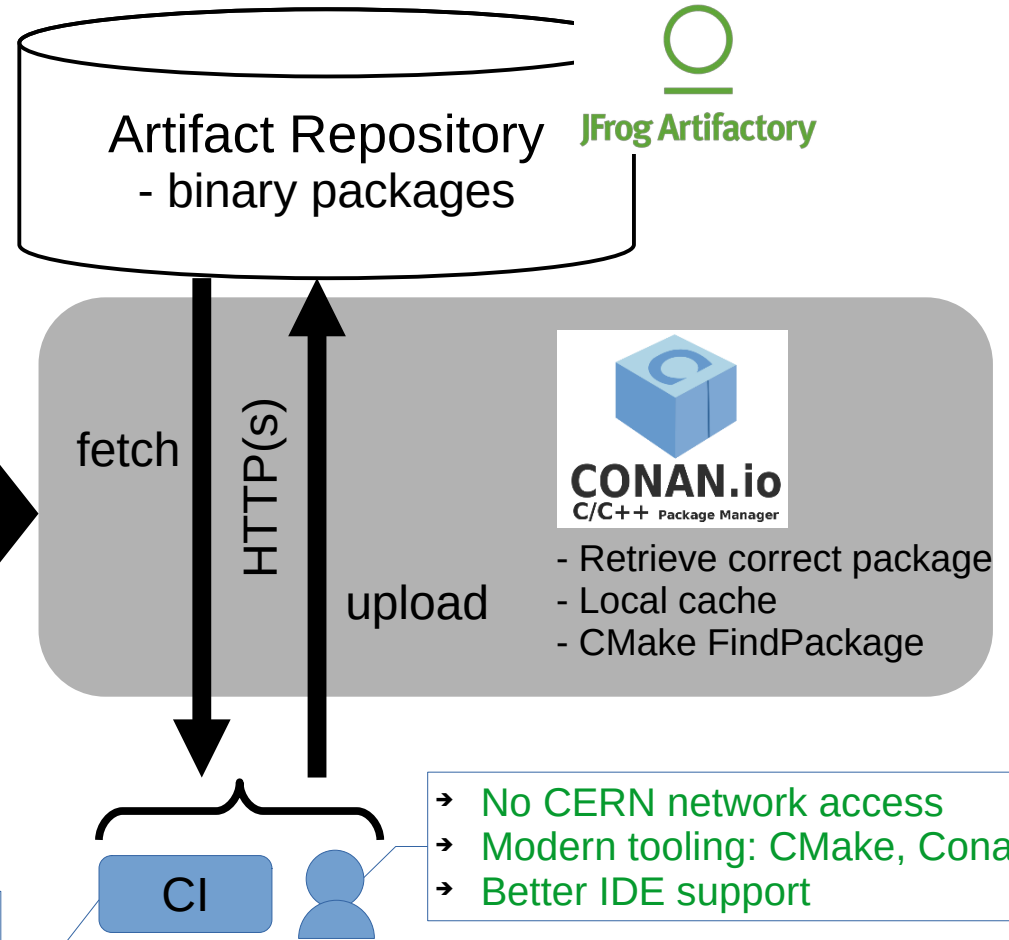 Artifact Repository
- binary packages
JFrog Artifactory
fetch
HTTP(s)
upload
CONAN.io
C/C++ Package Manager
- Retrieve correct package
- Local cache
- CMake FindPackage
➔ No CERN network access
➔ Modern tooling: CMake, Cona
➔ Better IDE support
CI